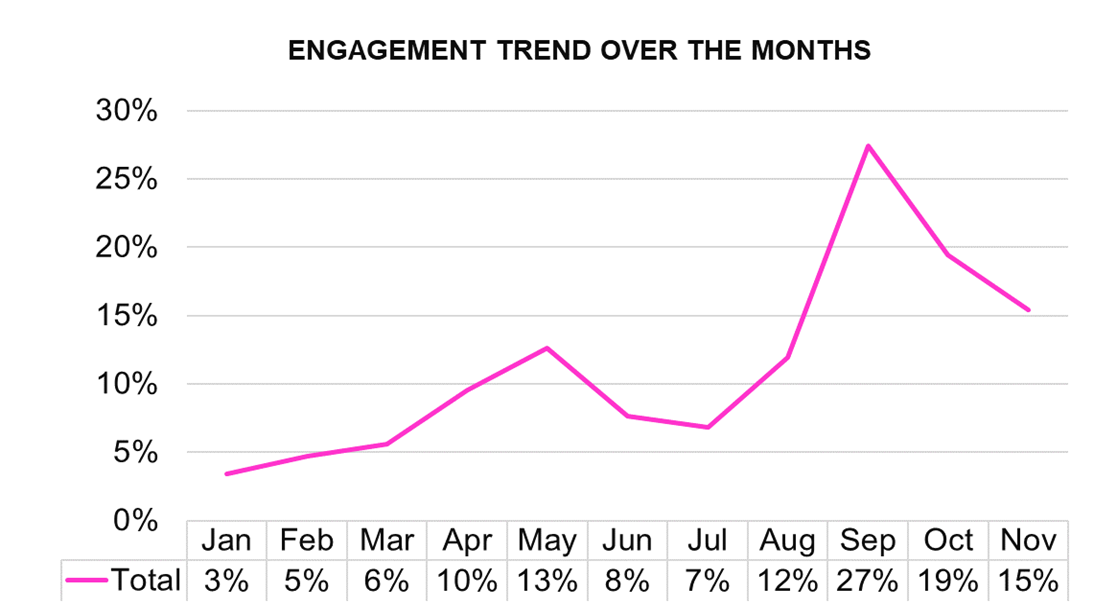 ENGAGEMENT TREND OVER THE MONTHS
30%
25%
20%
15%
10%
5%
0%
Jan Feb Mar Apr May Jun Jul Aug Sep Oct Nov
Total 3% 5% 6% 10% 13% 8% 7% 12% 27% 19% 15%